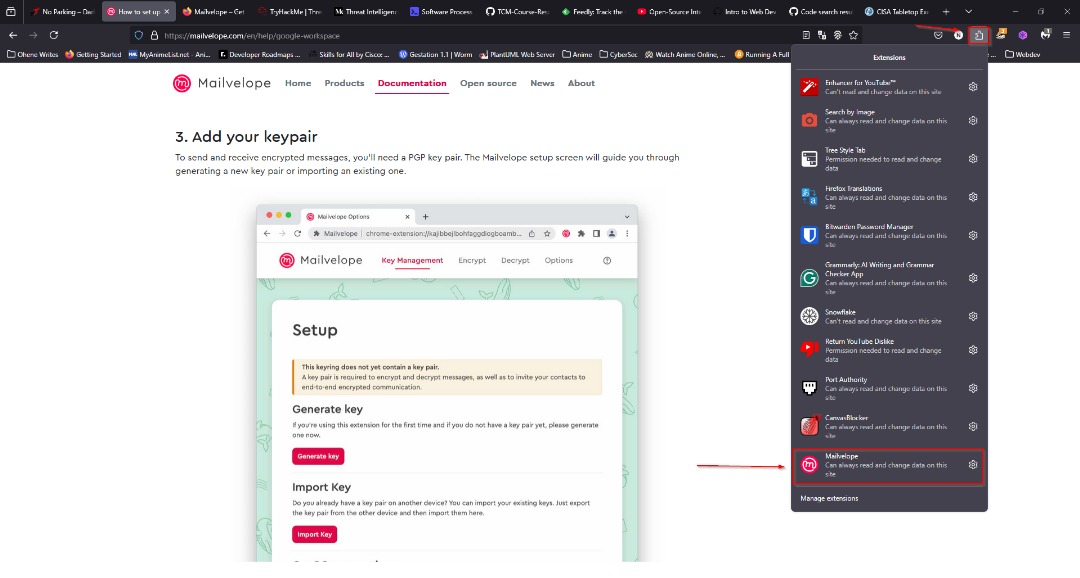 No Parking – Dec
How to set up
Mailvelope – Get
TryHackMe | Thre
Threat Intelligenc
Software Process
TCM-Course-Res
Feedly: Track the
Open-Source Inte
Intro to Web Dev
Code search resu
CISA Tabletop Ex
https://mailvelope.com/en/help/google-workspace
Ohene Writes
Getting Started
MyAnimeList.net - Ani...
Developer Roadmaps ...
Skills for All by Cisco ...
Gestation 1.1 | Worm
PlantUML Web Server
Anime
CyberSec
Watch Anime Online, ...
Running A Full
Webdev
Mailvelope
Home
Products
Documentation
Open source
News
About
3. Add your keypair
To send and receive encrypted messages, you'll need a PGP key pair. The Mailvelope setup screen will guide you through
generating a new key pair or importing an existing one.
Mailvelope Options
Mailvelope
chrome-extension://kajibbejlbohfaggdiogboamb...
Mailvelope
Key Management
Encrypt
Decrypt
Options
Setup
This keyring does not yet contain a key pair.
A key pair is required to encrypt and decrypt messages, as well as to invite your contacts to
end-to-end encrypted communication.
Generate key
If you're using this extension for the first time and if you do not have a key pair yet, please generate
one now.
Generate key
Import Key
Do you already have a key pair on another device? You can import your existing keys. Just export
the key pair from the other device and then import them here.
Import Key
Extensions
Enhancer for YouTube™
Can't read and change data on this site
Search by Image
Can always read and change data on this
site
Tree Style Tab
Permission needed to read and change
data
Firefox Translations
Can always read and change data on this
site
Bitwarden Password Manager
Can always read and change data on this
site
Grammarly: AI Writing and Grammar
Checker App
Can always read and change data on this
site
Snowflake
Can't read and change data on this site
Return YouTube Dislike
Permission needed to read and change
data
Port Authority
Can always read and change data on this
site
CanvasBlocker
Can always read and change data on this
site
Mailvelope
Can always read and change data on this
site
Manage extensions